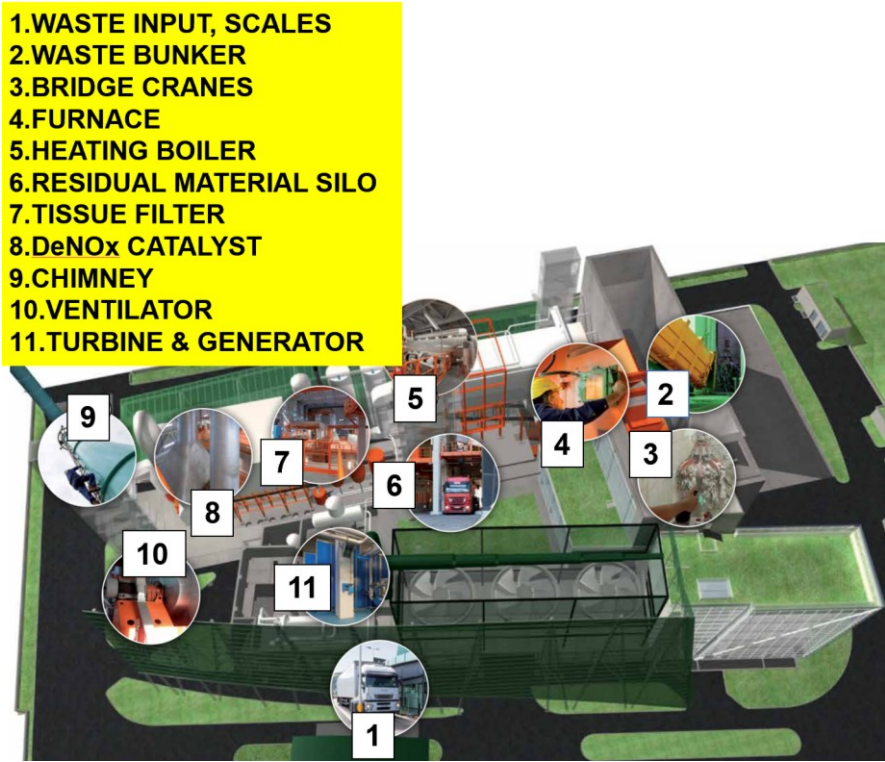 1.WASTE INPUT, SCALES
2.WASTE BUNKER
3.BRIDGE CRANES
4.FURNACE
5.HEATING BOILER
6.RESIDUAL MATERIAL SILO
7.TISSUE FILTER
8.DeNOx CATALYST
9.CHIMNEY
10.VENTILATOR
11.TURBINE & GENERATOR
5
2
9
4
3
7
6
8
10
11
1